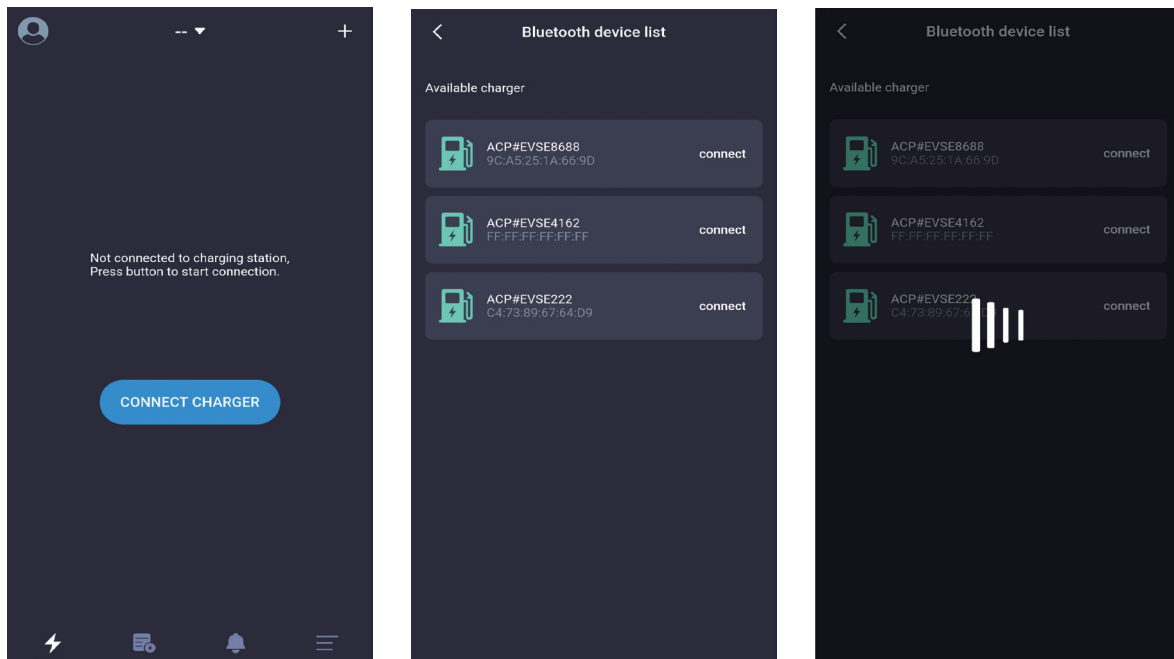 --
Not connected to charging station,
Press button to start connection.
CONNECT CHARGER
Bluetooth device list
Available charger
ACP#EVSE8688
9C:A5:25:1A:66:9D
connect
ACP#EVSE4162
FF:FF:FF:FF:FF:FF
connect
ACP#EVSE222
C4:73:89:67:64:D9
connect
Bluetooth device list
Available charger
ACP#EVSE8688
9C:A5:25:1A:66:9D
connect
ACP#EVSE4162
FF:FF:FF:FF:FF:FF
connect
ACP#EVSE222
connect